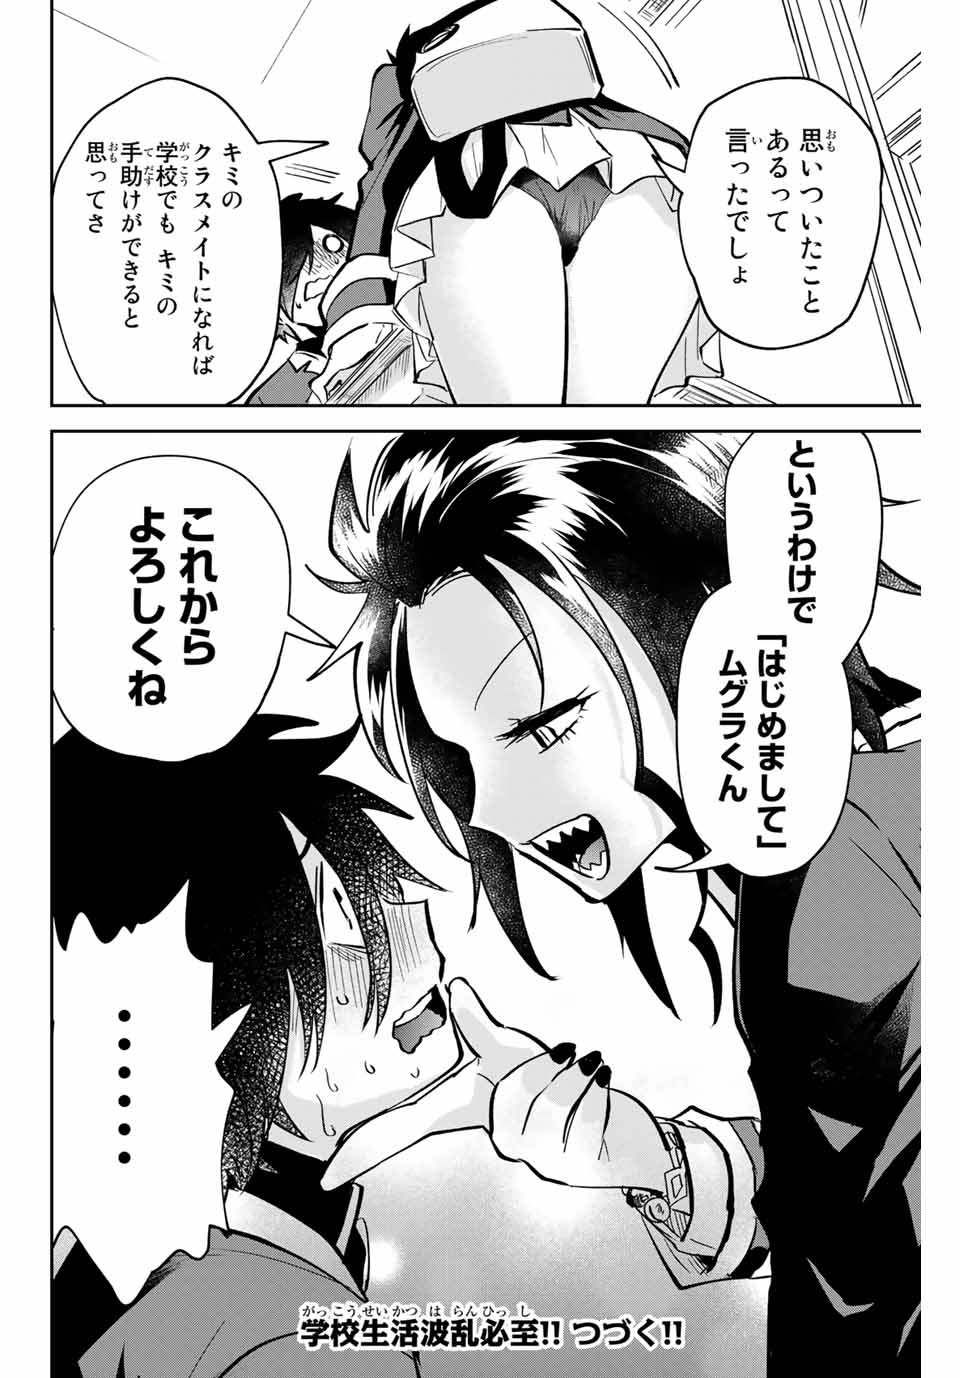 思いついたこと
あるって
言ったでしょ
キミの
クラスメイトになれば
学校でも キミの
手助けができると
思ってさ
というわけで
「はじめまして」
ムグラくん
これから
よろしくね
・・・・・・
学校生活波乱必至!! つづく!!